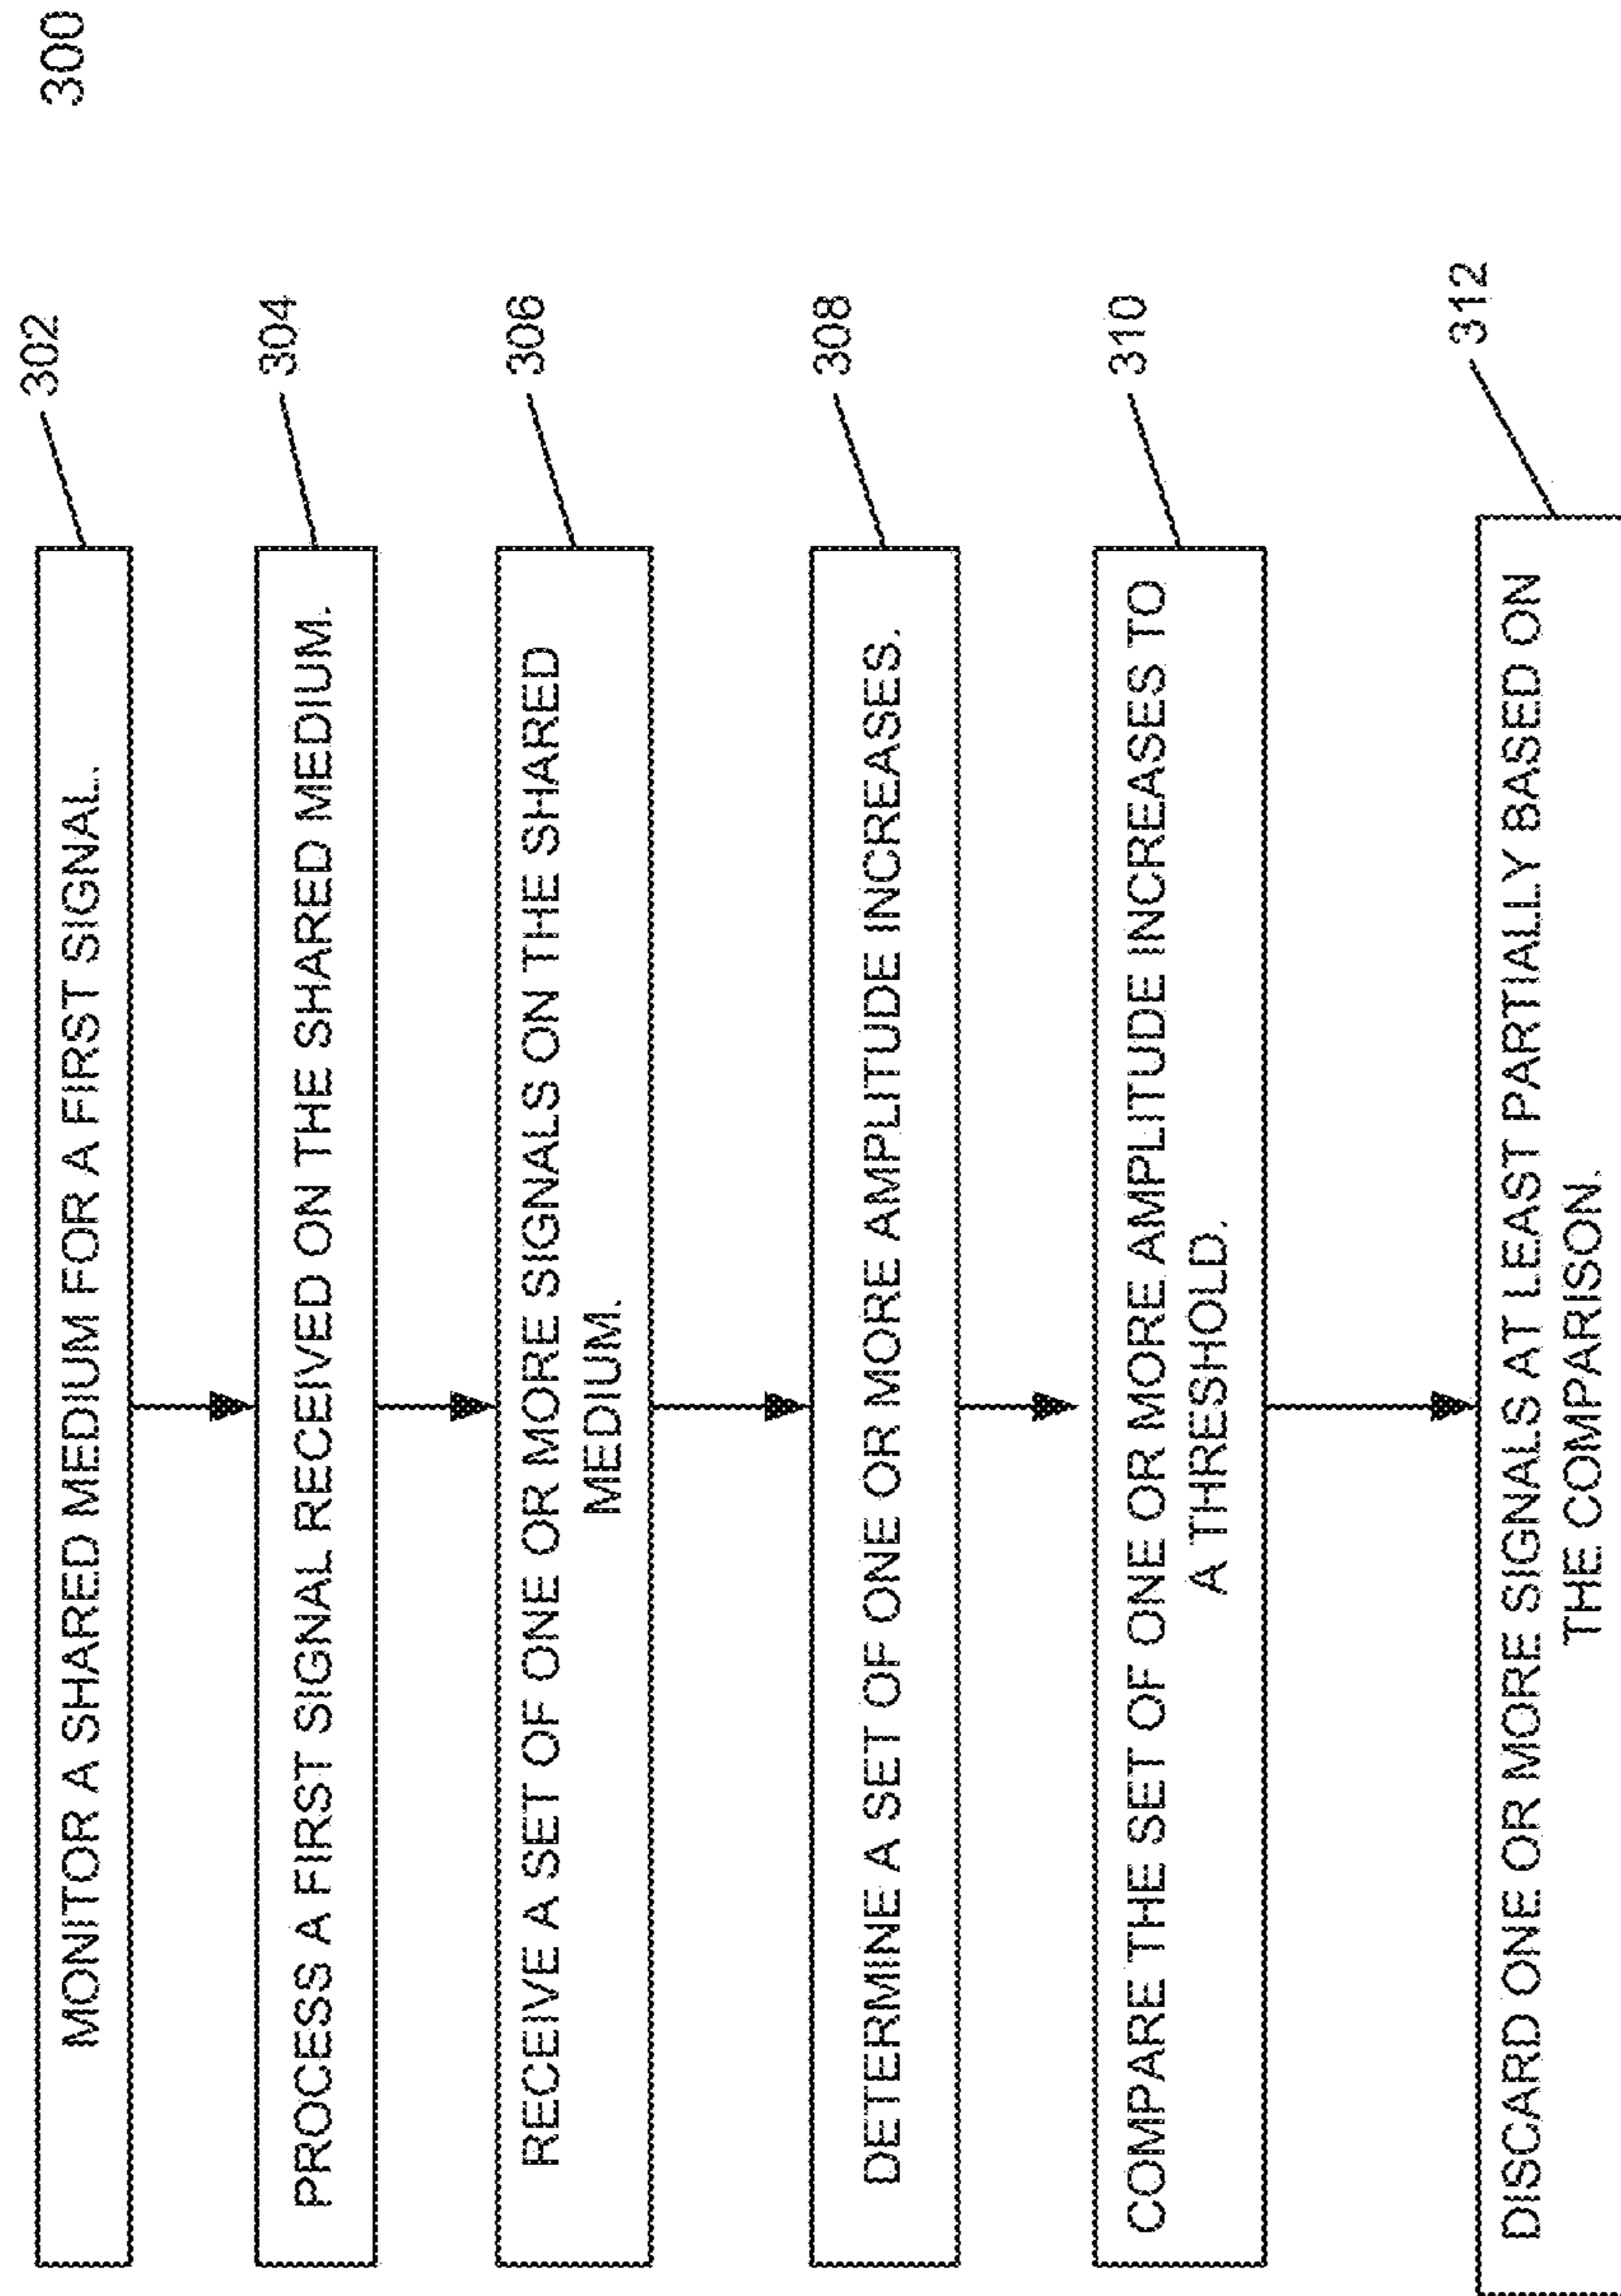 300
302
MONITOR A SHARED MEDIUM FOR A FIRST SIGNAL.
304
PROCESS A FIRST SIGNAL RECEIVED ON THE SHARED MEDIUM.
306
RECEIVE A SET OF ONE OR MORE SIGNALS ON THE SHARED
MEDIUM.
308
DETERMINE A SET OF ONE OR MORE AMPLITUDE INCREASES.
310
COMPARE THE SET OF ONE OR MORE AMPLITUDE INCREASES TO
A THRESHOLD.
312
DISCARD ONE OR MORE SIGNALS AT LEAST PARTIALLY BASED ON
THE COMPARISON.